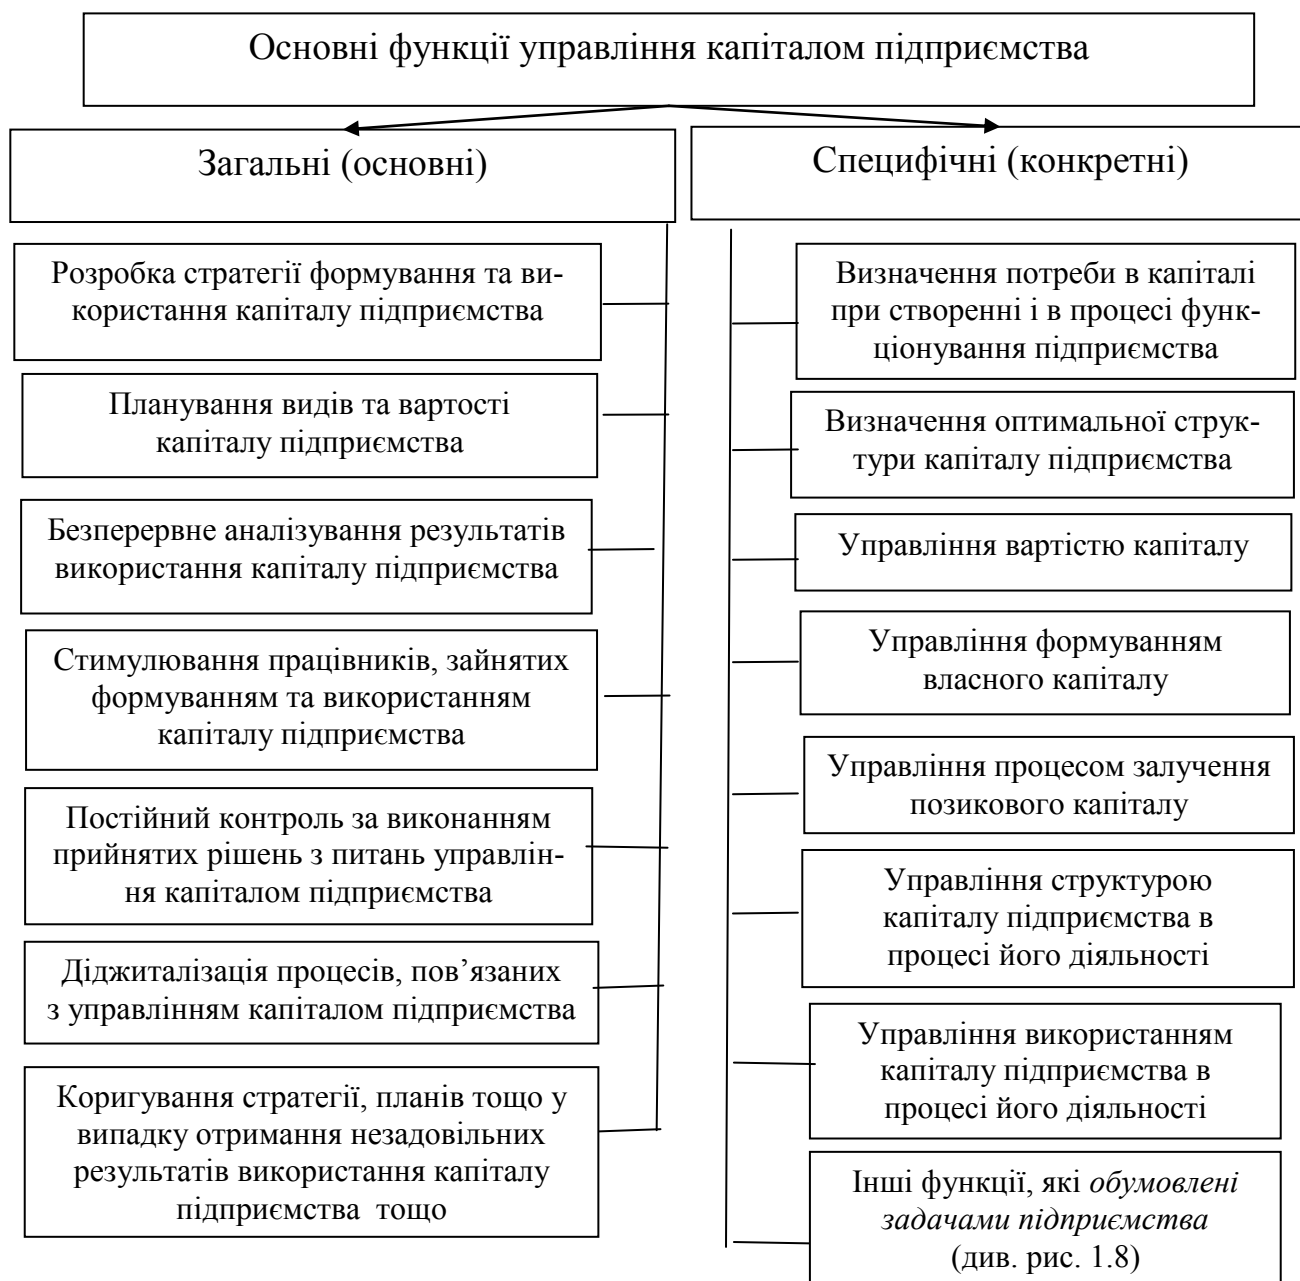 Основні функції управління капіталом підприємства
Загальні (основні)
Розробка стратегії формування та ви-
користання капіталу підприємства
Планування видів та вартості
капіталу підприємства
Безперервне аналізування результатів
використання капіталу підприємства
Стимулювання працівників, зайнятих
формуванням та використанням
капіталу підприємства
Постійний контроль за виконанням
прийнятих рішень з питань управлін-
ня капіталом підприємства
Діджиталізація процесів, пов’язаних
з управлінням капіталом підприємства
Коригування стратегії, планів тощо у
випадку отримання незадовільних
результатів використання капіталу
підприємства тощо
Специфічні (конкретні)
Визначення потреби в капіталі
при створенні і в процесі функ-
ціонування підприємства
Визначення оптимальної струк-
тури капіталу підприємства
Управління вартістю капіталу
Управління формуванням
власного капіталу
Управління процесом залучення
позикового капіталу
Управління структурою
капіталу підприємства в
процесі його діяльності
Управління використанням
капіталу підприємства в
процесі його діяльності
Інші функції, які обумовлені
задачами підприємства
(див. рис. 1.8)